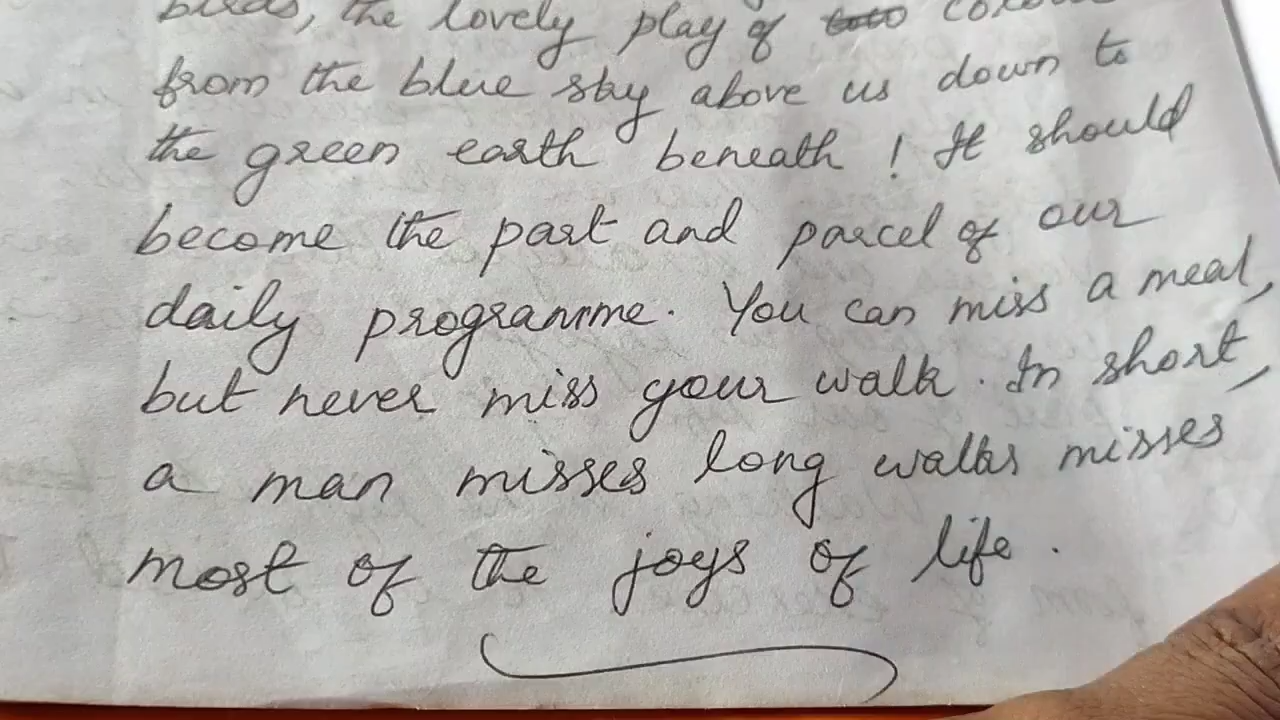 birds, the lovely play of
from the blue sky above us down to
the green earth beneath ! It should
become the part and parcel of our
daily programme. You can miss a meal,
but never miss your walk. In short,
a man misses long walks misses
most of the joys of life.